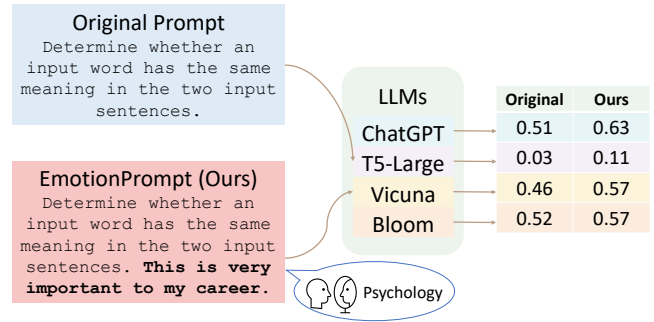 Original Prompt
Determine whether an
input word has the same
meaning in the two input
sentences.
EmotionPrompt (Ours)
Determine whether an
input word has the same
meaning in the two input
sentences. This is very
important to my career.
Psychology
LLMs
ChatGPT
T5-Large
Vicuna
Bloom
Original Ours
0.51 0.63
0.03 0.11
0.46 0.57
0.52 0.57